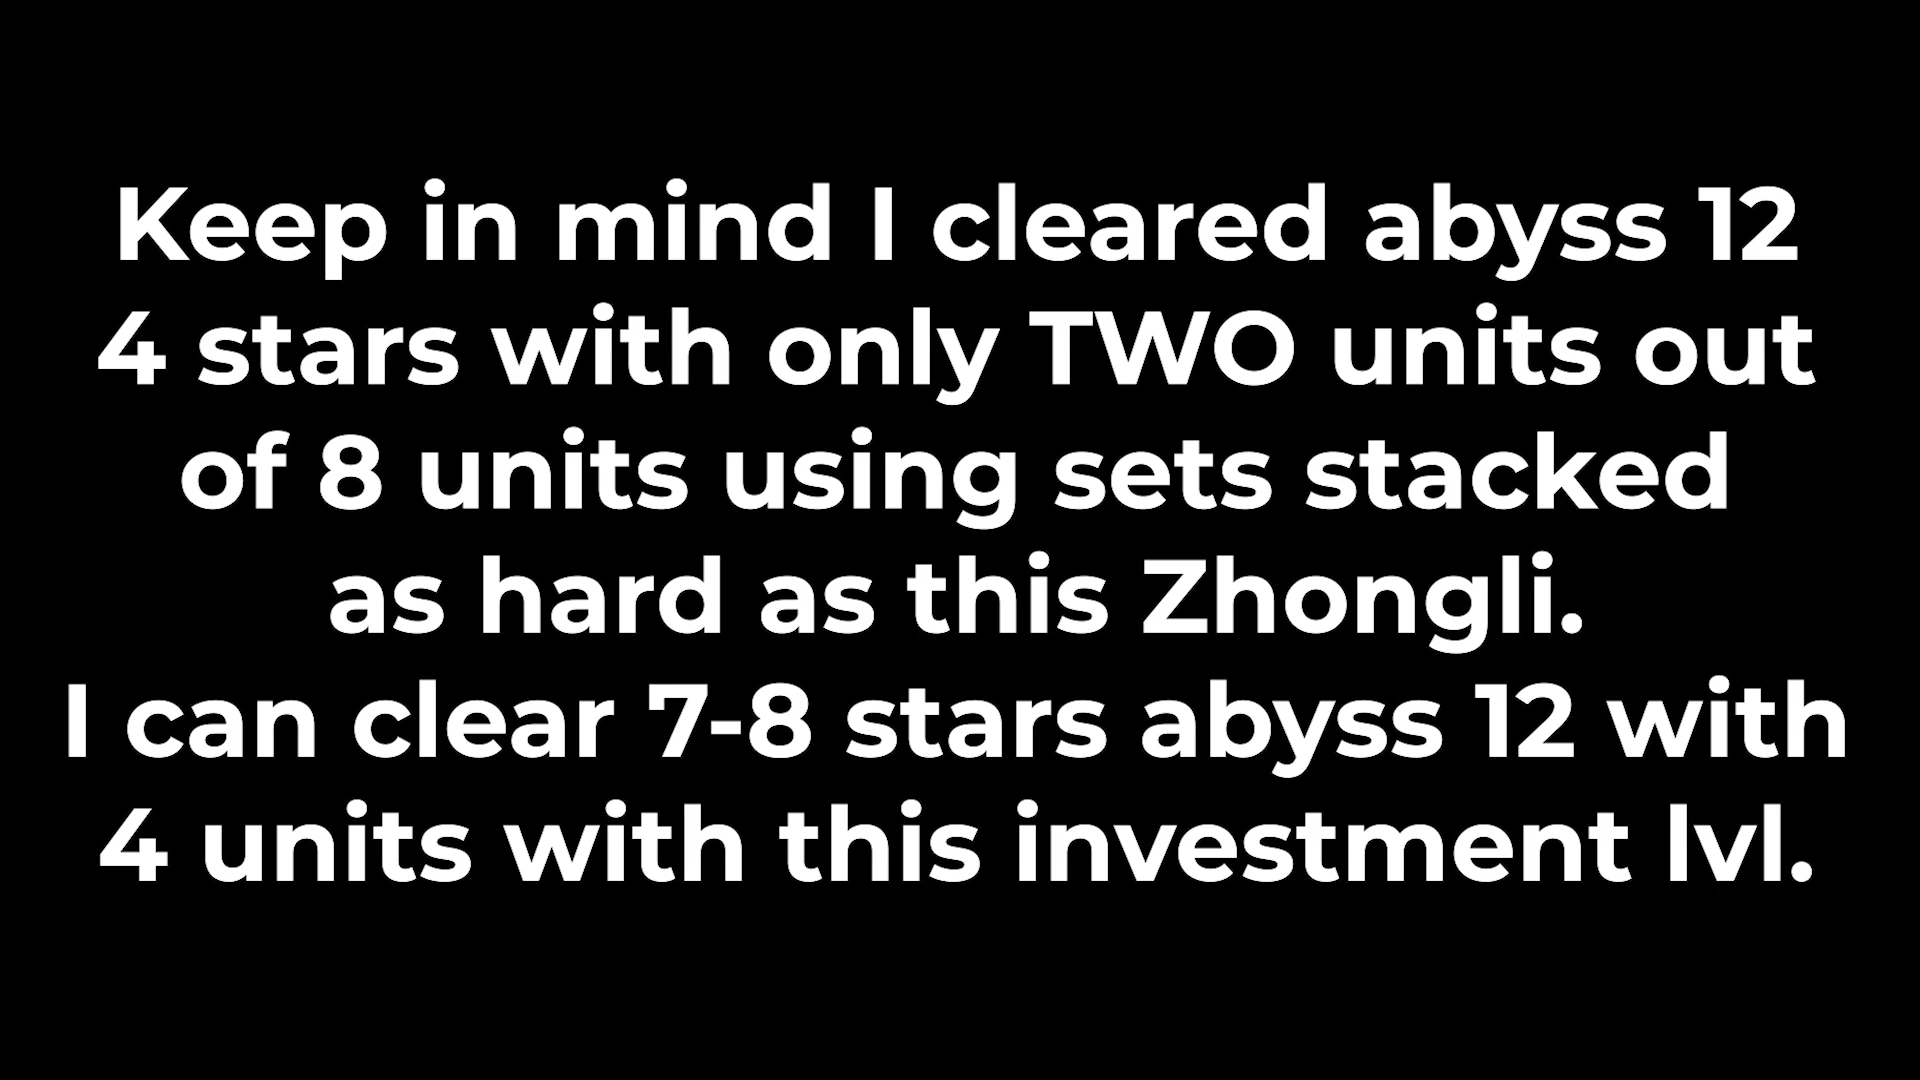 Keep in mind I cleared abyss 12
4 stars with only TWO units out
of 8 units using sets stacked
as hard as this Zhongli.
I can clear 7-8 stars abyss 12 with
4 units with this investment lvl.